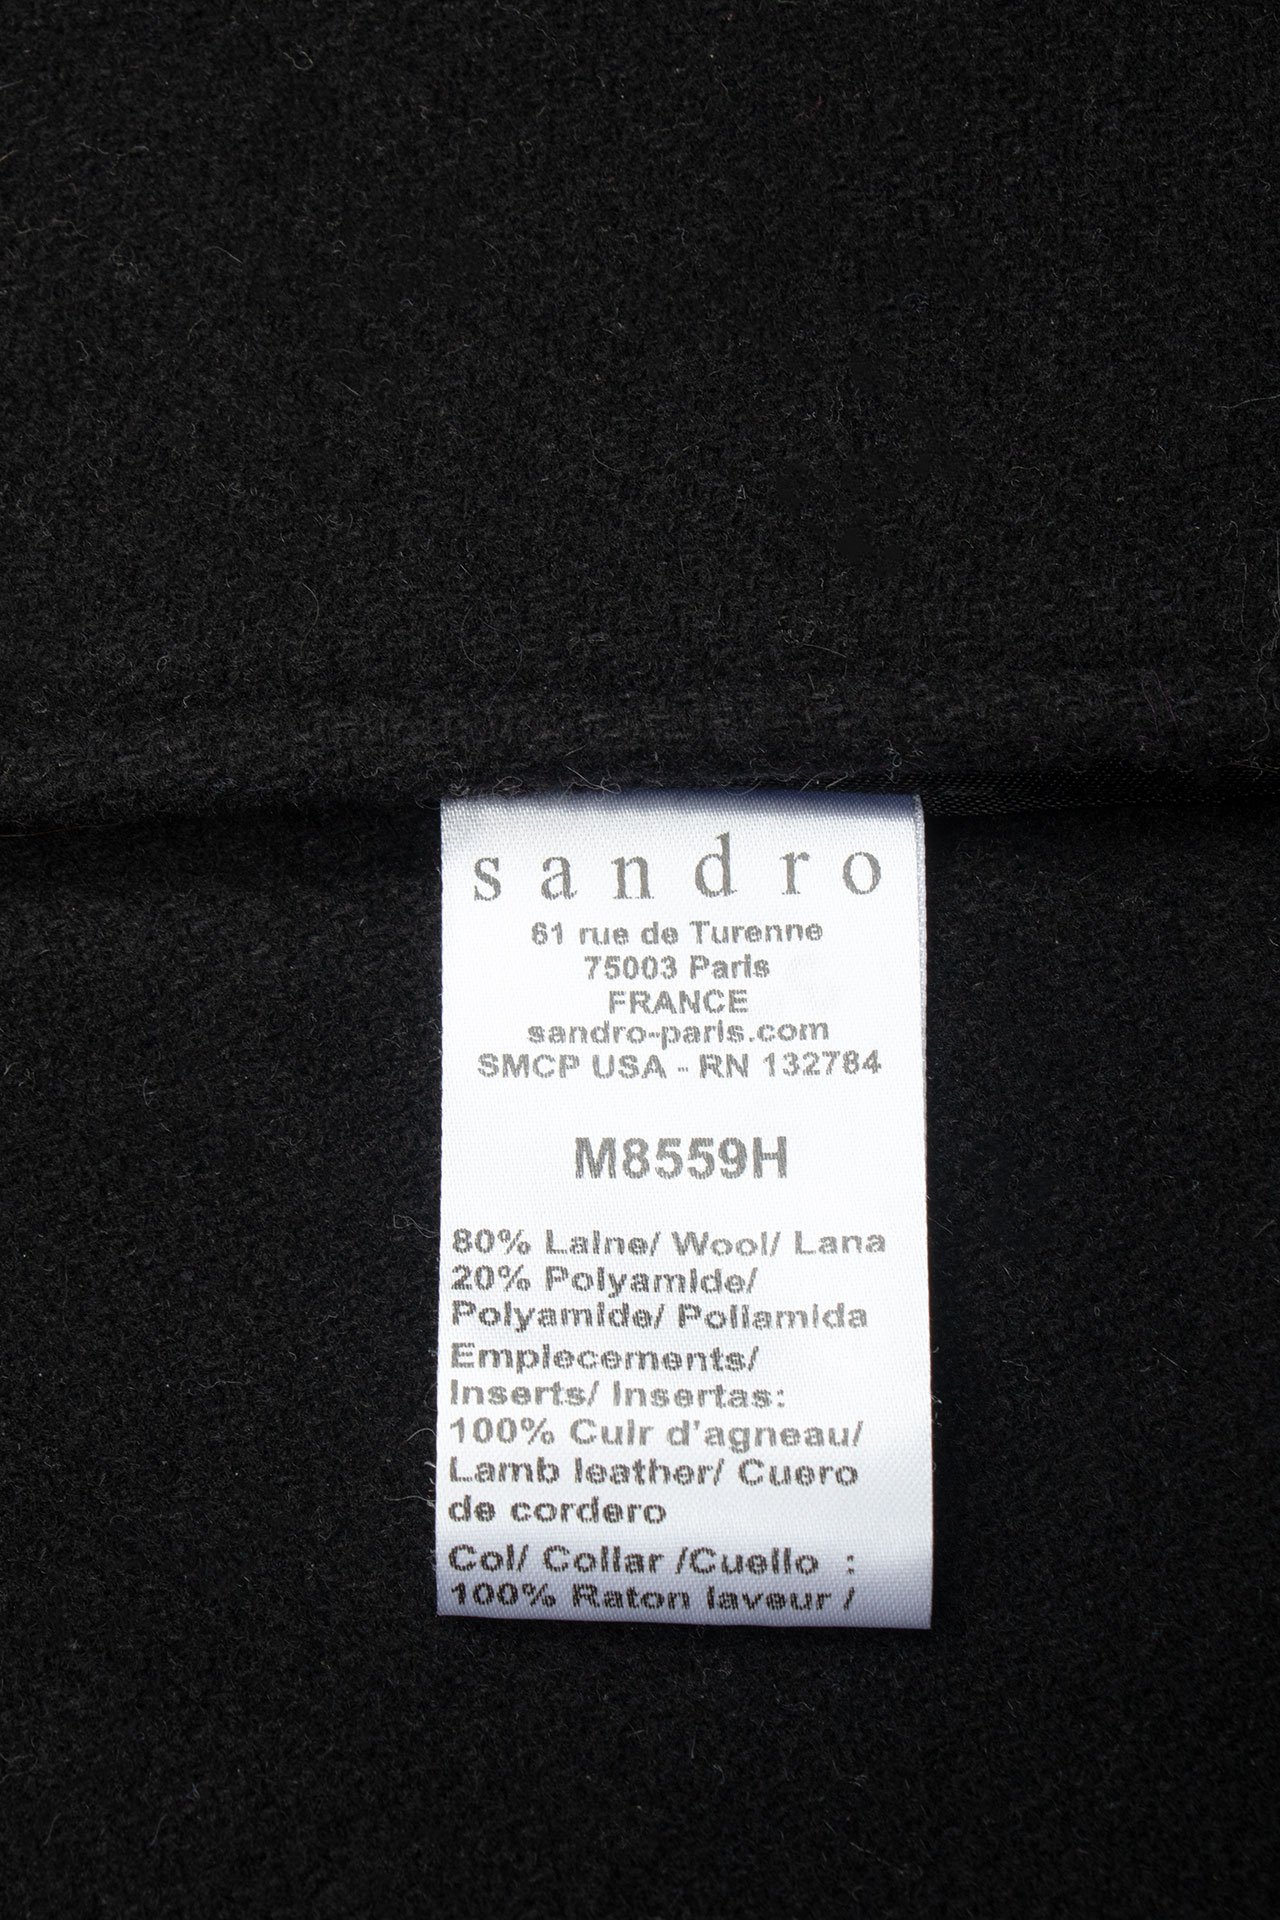 sandro
61 rue de Turenne
75003 Paris
FRANCE
sandro-paris.com
SMCP USA - RN 132784
M8559H
80% Laine/ Wool/ Lana
20% Polyamide/
Polyamide/ Poliamida
Emplecements/
Inserts/ Insertas:
100% Cuir d'agneau/
Lamb leather/ Cuero
de cordero
Col/ Collar /Cuello :
100% Raton laveur /